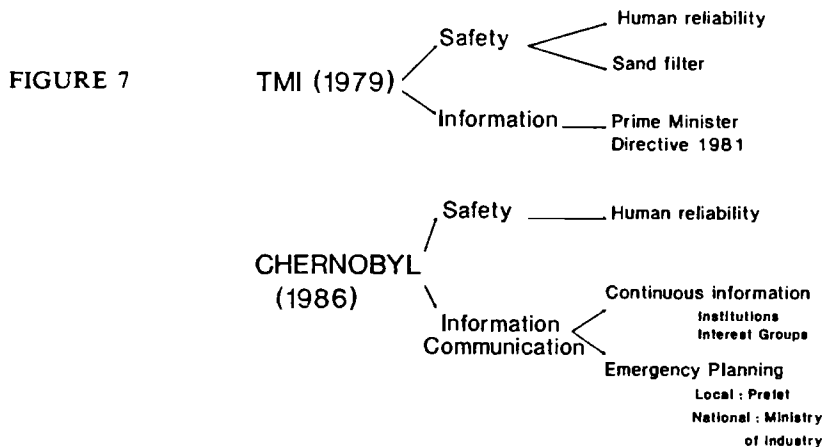 FIGURE 7
TMI (1979)
Safety
Human reliability
Sand filter
Information
Prime Minister
Directive 1981
CHERNOBYL
(1986)
Safety
Human reliability
Information
Communication
Continuous information
Institutions
Interest Groups
Emergency Planning
Local : Prefet
National : Ministry
of Industry